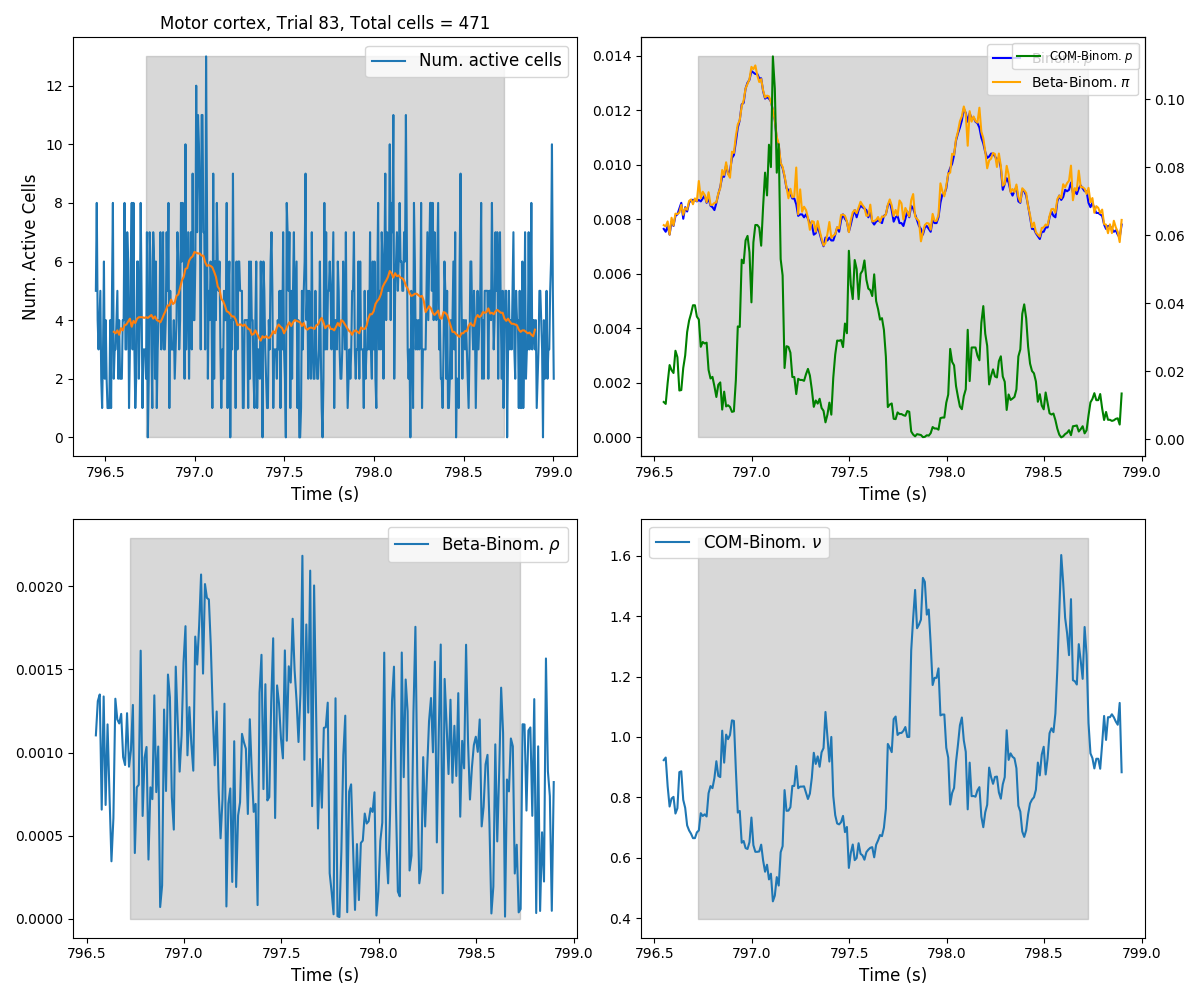 Motor cortex, Trial 83, Total cells = 471
Num. active cells
Num. Active Cells
12
10
8
6
4
2
0
796.5 797.0 797.5 798.0 798.5 799.0
Time (s)
COM-Binom. p
Beta-Binom. π
0.014
0.012
0.010
0.008
0.006
0.004
0.002
0.000
0.10
0.08
0.06
0.04
0.02
0.00
796.5 797.0 797.5 798.0 798.5 799.0
Time (s)
Beta-Binom. ρ
0.0020
0.0015
0.0010
0.0005
0.0000
796.5 797.0 797.5 798.0 798.5 799.0
Time (s)
COM-Binom. ν
1.6
1.4
1.2
1.0
0.8
0.6
0.4
796.5 797.0 797.5 798.0 798.5 799.0
Time (s)